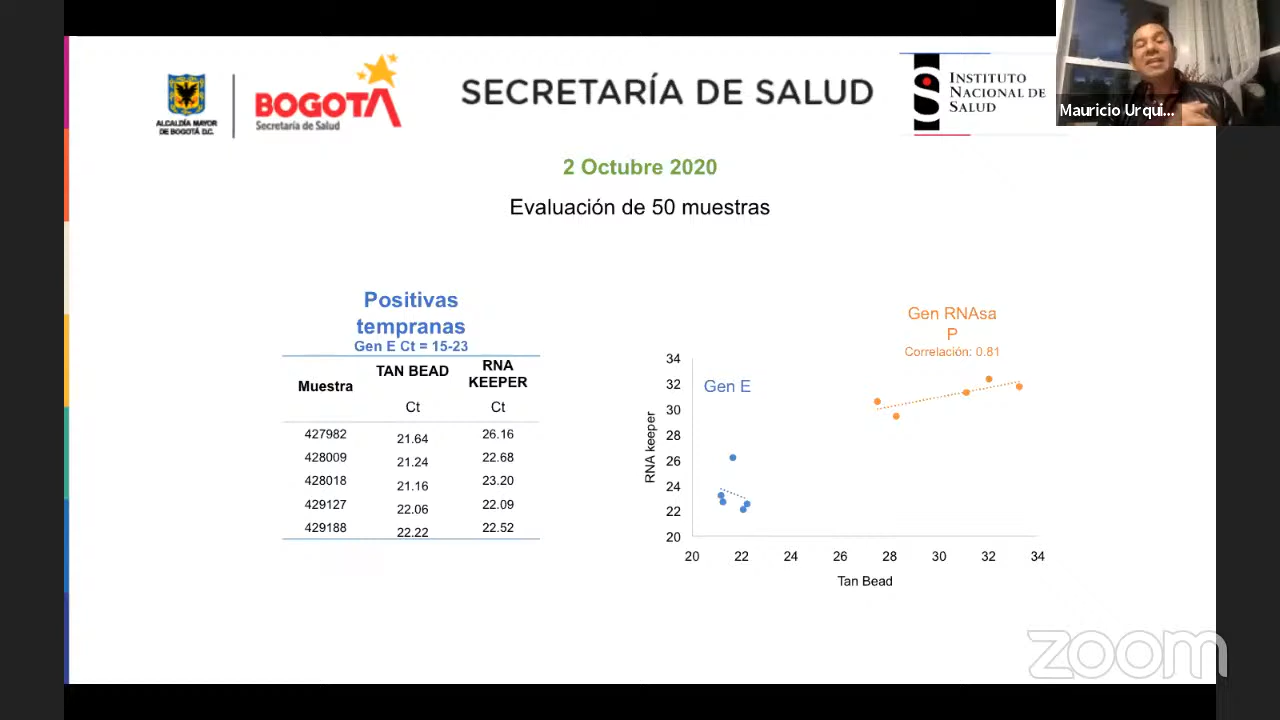 ALCALDÍA MAYOR
DE BOGOTÁ D.C.
BOGOTÁ
Secretaría de Salud
SECRETARÍA DE SALUD
INSTITUTO
NACIONAL DE
SALUD
Mauricio Urqui...
2 Octubre 2020
Evaluación de 50 muestras
Positivas
tempranas
Gen E Ct = 15-23
Muestra TAN BEAD RNA KEEPER
Ct Ct
427982 21.64 26.16
428009 21.24 22.68
428018 21.16 23.20
429127 22.06 22.09
429188 22.22 22.52
Gen RNAsa
P
Correlación: 0.81
Gen E
RNA keeper
34
32
30
28
26
24
22
20
20 22 24 26 28 30 32 34
Tan Bead
zoom